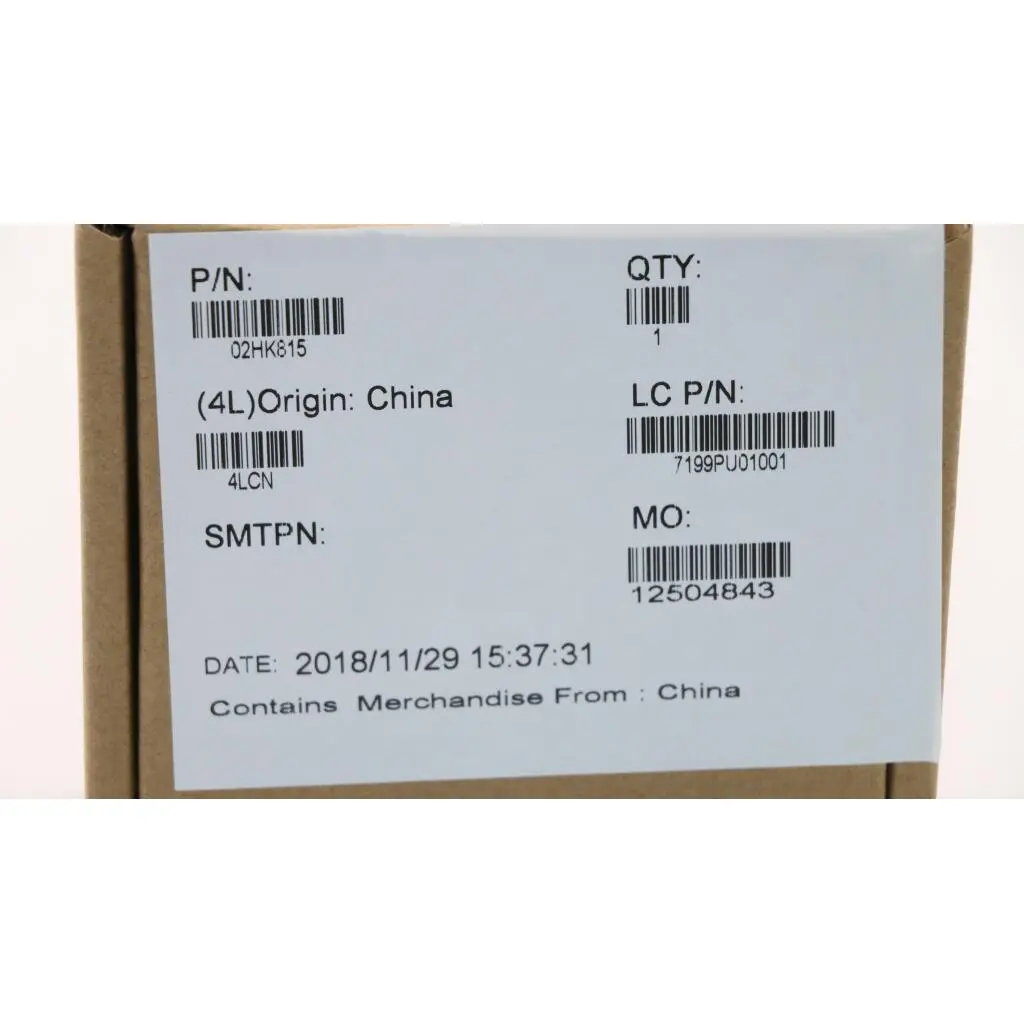 P/N:
02HK815
QTY:
1
(4L)Origin: China
4LCN
LC P/N:
7199PU01001
SMTPN:
MO:
12504843
DATE: 2018/11/29 15:37:31
Contains Merchandise From : China